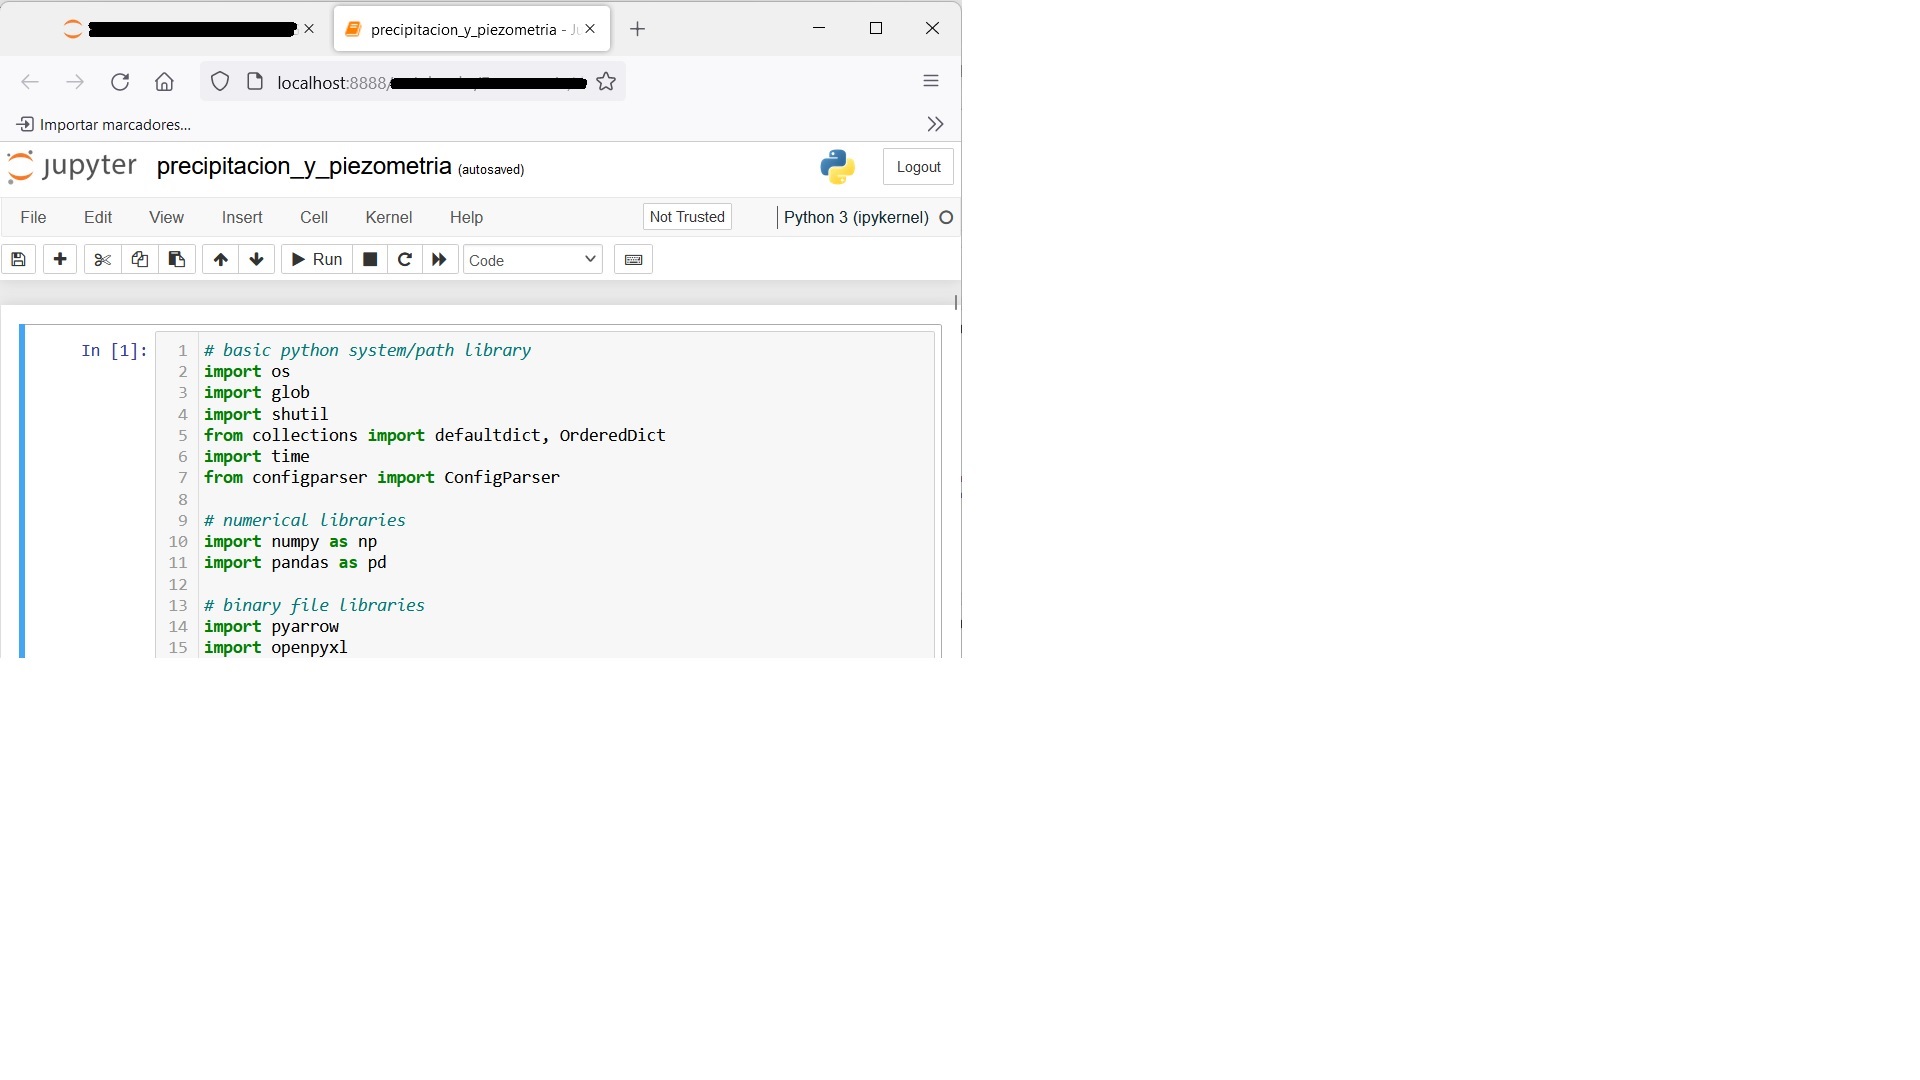 precipitacion_y_piezometria - Ju
localhost:8888/
Importar marcadores...
jupyter precipitacion_y_piezometria (autosaved) Logout
File Edit View Insert Cell Kernel Help Not Trusted Python 3 (ipykernel)
Run Code
In [1]:
1 # basic python system/path library
2 import os
3 import glob
4 import shutil
5 from collections import defaultdict, OrderedDict
6 import time
7 from configparser import ConfigParser
8
9 # numerical libraries
10 import numpy as np
11 import pandas as pd
12
13 # binary file libraries
14 import pyarrow
15 import openpyxl